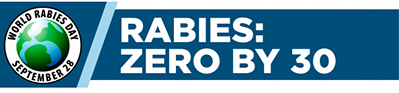 WORLD RABIES DAY
SEPTEMBER 28
RABIES:
ZERO BY 30